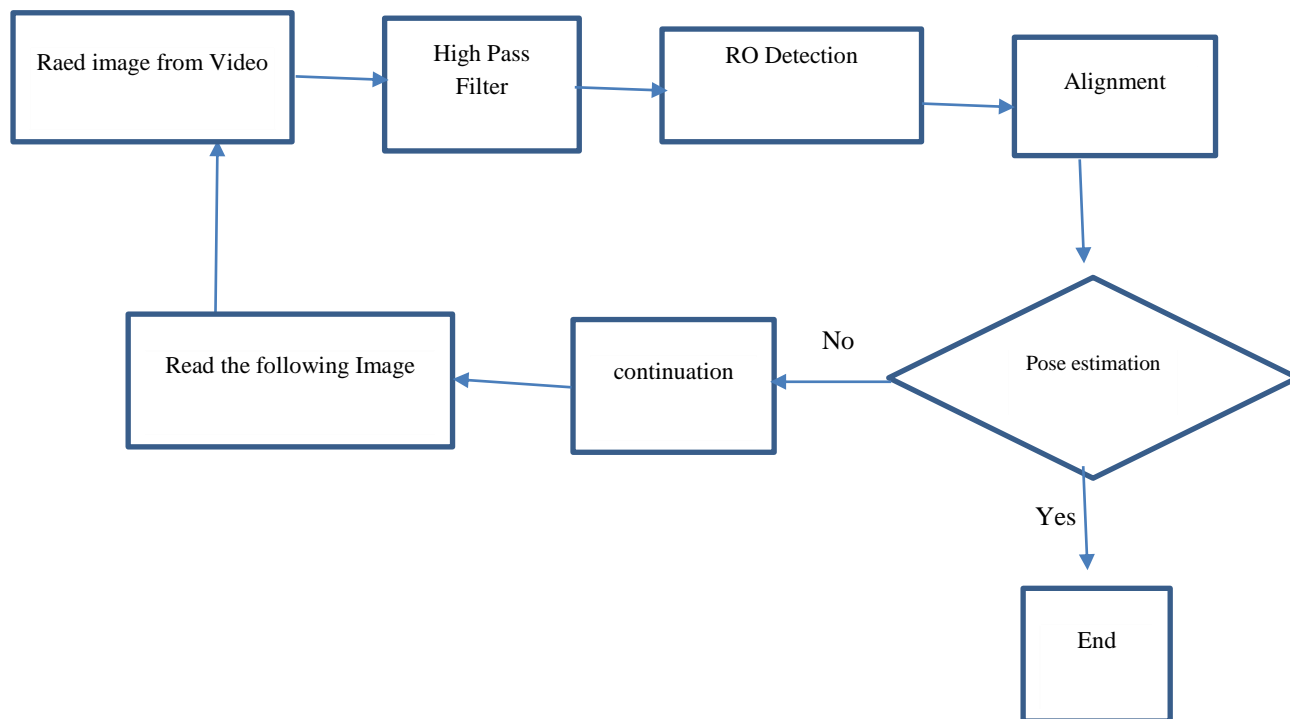 Raed image from Video
High Pass
Filter
RO Detection
Alignment
Pose estimation
No
continuation
Read the following Image
Yes
End